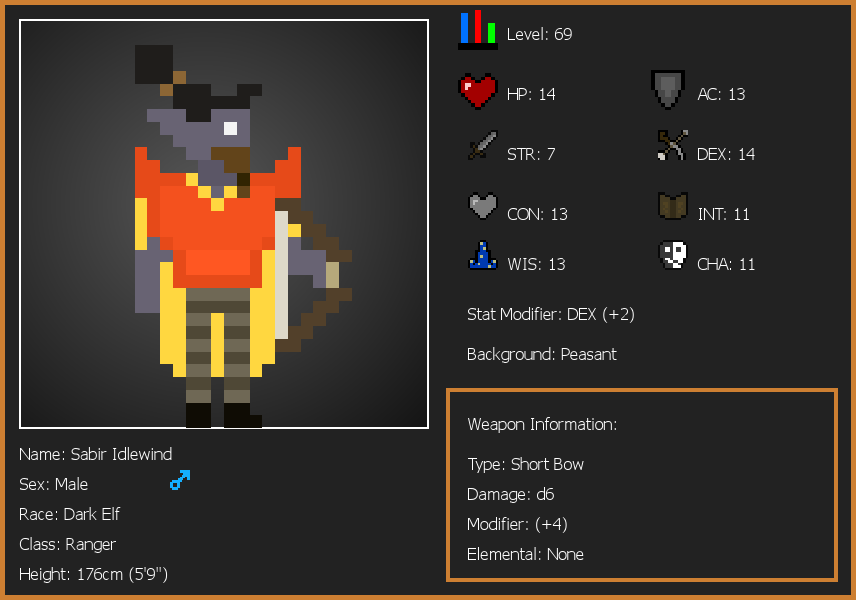 Level: 69
HP: 14
AC: 13
STR: 7
DEX: 14
CON: 13
INT: 11
WIS: 13
CHA: 11
Stat Modifier: DEX (+2)
Background: Peasant
Weapon Information:
Type: Short Bow
Damage: d6
Modifier: (+4)
Elemental: None
Name: Sabir Idlewind
Sex: Male
Race: Dark Elf
Class: Ranger
Height: 176cm (5'9")